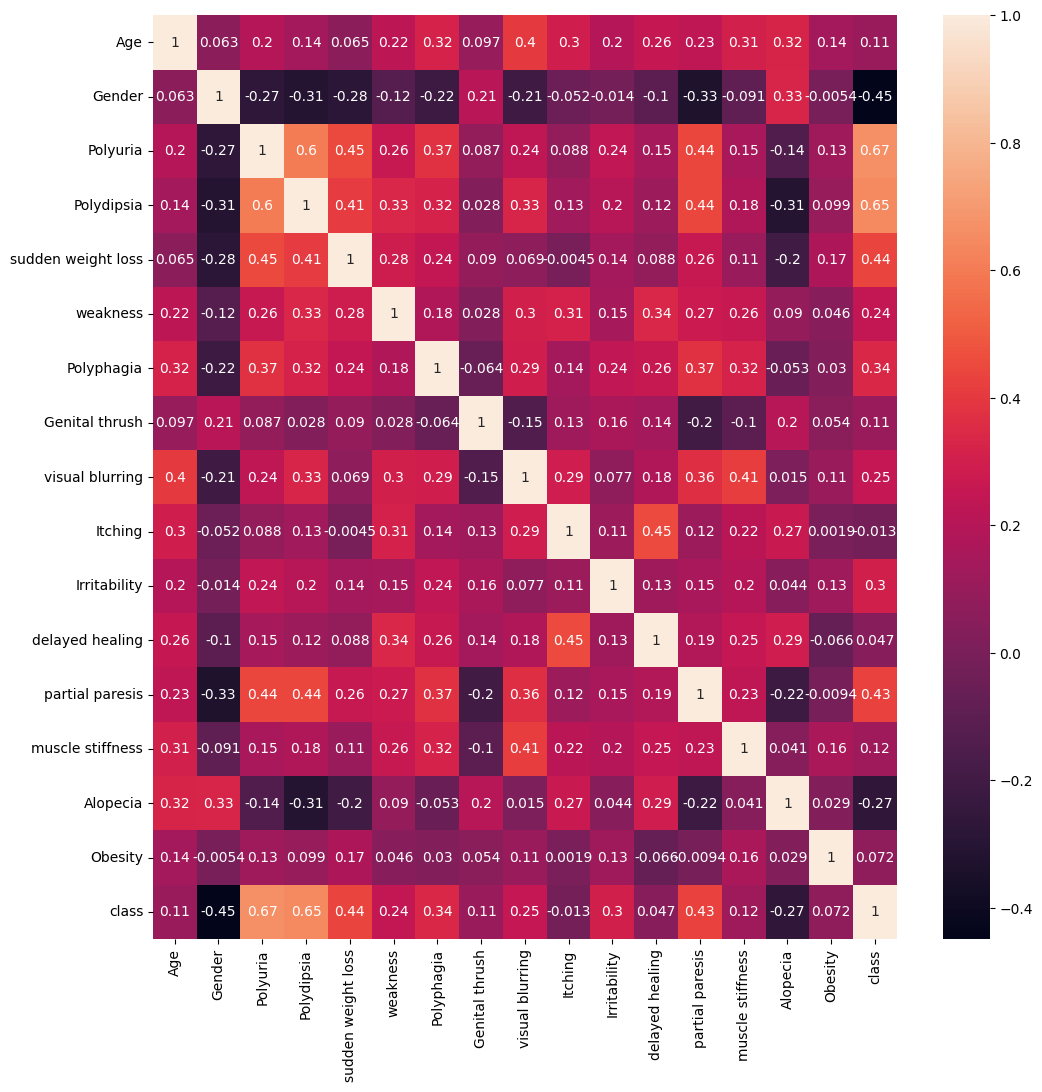 Age 1 0.063 0.2 0.14 0.065 0.22 0.32 0.097 0.4 0.3 0.2 0.26 0.23 0.31 0.32 0.14 0.11
Gender 0.063 1 -0.27 -0.31 -0.28 -0.12 -0.22 0.21 -0.21 -0.052 -0.014 -0.1 -0.33 -0.091 0.33 -0.0054 -0.45
Polyuria 0.2 -0.27 1 0.6 0.45 0.26 0.37 0.087 0.24 0.088 0.24 0.15 0.44 0.15 -0.14 0.13 0.67
Polydipsia 0.14 -0.31 0.6 1 0.41 0.33 0.32 0.028 0.33 0.13 0.2 0.12 0.44 0.18 -0.31 0.099 0.65
sudden weight loss 0.065 -0.28 0.45 0.41 1 0.28 0.24 0.09 0.069 -0.0045 0.14 0.088 0.26 0.11 -0.2 0.17 0.44
weakness 0.22 -0.12 0.26 0.33 0.28 1 0.18 0.028 0.3 0.31 0.15 0.34 0.27 0.26 0.09 0.046 0.24
Polyphagia 0.32 -0.22 0.37 0.32 0.24 0.18 1 -0.064 0.29 0.14 0.24 0.26 0.37 0.32 -0.053 0.03 0.34
Genital thrush 0.097 0.21 0.087 0.028 0.09 0.028 -0.064 1 -0.15 0.13 0.16 0.14 -0.2 -0.1 0.2 0.054 0.11
visual blurring 0.4 -0.21 0.24 0.33 0.069 0.3 0.29 -0.15 1 0.29 0.077 0.18 0.36 0.41 0.015 0.11 0.25
Itching 0.3 -0.052 0.088 0.13 -0.0045 0.31 0.14 0.13 0.29 1 0.11 0.45 0.12 0.22 0.27 0.0019 -0.013
Irritability 0.2 -0.014 0.24 0.2 0.14 0.15 0.24 0.16 0.077 0.11 1 0.13 0.15 0.2 0.044 0.13 0.3
delayed healing 0.26 -0.1 0.15 0.12 0.088 0.34 0.26 0.14 0.18 0.45 0.13 1 0.19 0.25 0.29 -0.066 0.047
partial paresis 0.23 -0.33 0.44 0.44 0.26 0.27 0.37 -0.2 0.36 0.12 0.15 0.19 1 0.23 -0.22 -0.0094 0.43
muscle stiffness 0.31 -0.091 0.15 0.18 0.11 0.26 0.32 -0.1 0.41 0.22 0.2 0.25 0.23 1 0.041 0.16 0.12
Alopecia 0.32 0.33 -0.14 -0.31 -0.2 0.09 -0.053 0.2 0.015 0.27 0.044 0.29 -0.22 0.041 1 0.029 -0.27
Obesity 0.14 -0.0054 0.13 0.099 0.17 0.046 0.03 0.054 0.11 0.0019 0.13 -0.066 -0.0094 0.16 0.029 1 0.072
class 0.11 -0.45 0.67 0.65 0.44 0.24 0.34 0.11 0.25 -0.013 0.3 0.047 0.43 0.12 -0.27 0.072 1
Age
Gender
Polyuria
Polydipsia
sudden weight loss
weakness
Polyphagia
Genital thrush
visual blurring
Itching
Irritability
delayed healing
partial paresis
muscle stiffness
Alopecia
Obesity
class
1.0
0.8
0.6
0.4
0.2
0.0
−0.2
−0.4